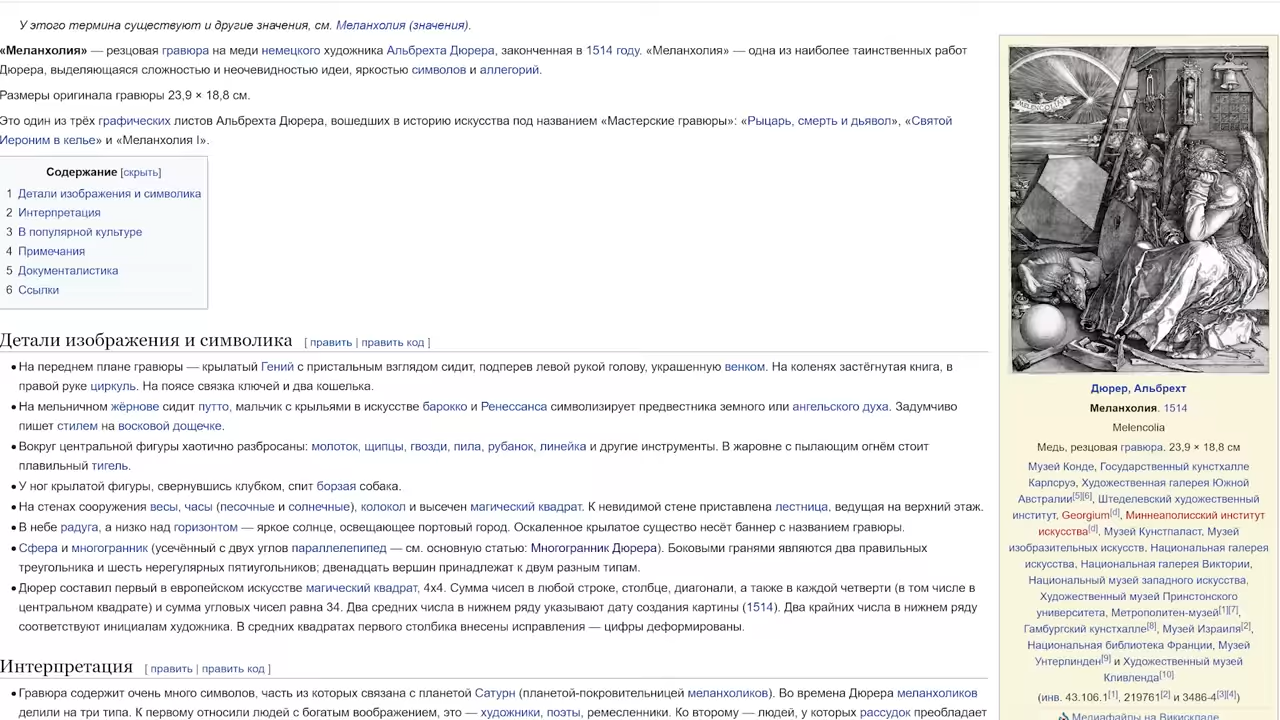 У этого термина существуют и другие значения, см. Меланхолия (значения).
«Меланхолия» — резцовая гравюра на меди немецкого художника Альбрехта Дюрера, законченная в 1514 году. «Меланхолия» — одна из наиболее таинственных работ
Дюрера, выделяющаяся сложностью и неочевидностью идеи, яркостью символов и аллегорий.
Размеры оригинала гравюры 23,9 × 18,8 см.
Это один из трёх графических листов Альбрехта Дюрера, вошедших в историю искусства под названием «Мастерские гравюры»: «Рыцарь, смерть и дьявол», «Святой
Иероним в келье» и «Меланхолия I».
Содержание [скрыть]
1 Детали изображения и символика
2 Интерпретация
3 В популярной культуре
4 Примечания
5 Документалистика
6 Ссылки
Детали изображения и символика [ править | править код ]
• На переднем плане гравюры — крылатый Гений с пристальным взглядом сидит, подперев левой рукой голову, украшенную венком. На коленях застёгнутая книга, в
правой руке циркуль. На поясе связка ключей и два кошелька.
• На мельничном жёрнове сидит путто, мальчик с крыльями в искусстве барокко и Ренессанса символизирует предвестника земного или ангельского духа. Задумчиво
пишет стилем на восковой дощечке.
• Вокруг центральной фигуры хаотично разбросаны: молоток, щипцы, гвозди, пила, рубанок, линейка и другие инструменты. В жаровне с пылающим огнём стоит
плавильный тигель.
• У ног крылатой фигуры, свернувшись клубком, спит борзая собака.
• На стенах сооружения весы, часы (песочные и солнечные), колокол и высечен магический квадрат. К невидимой стене приставлена лестница, ведущая на верхний этаж.
• В небе радуга, а низко над горизонтом — яркое солнце, освещающее портовый город. Оскаленное крылатое существо несёт баннер с названием гравюры.
• Сфера и многогранник (усечённый с двух углов параллелепипед — см. основную статью: Многогранник Дюрера). Боковыми гранями являются два правильных
треугольника и шесть нерегулярных пятиугольников; двенадцать вершин принадлежат к двум разным типам.
• Дюрер составил первый в европейском искусстве магический квадрат, 4x4. Сумма чисел в любой строке, столбце, диагонали, а также в каждой четверти (в том числе в
центральном квадрате) и сумма угловых чисел равна 34. Два средних числа в нижнем ряду указывают дату создания картины (1514). Два крайних числа в нижнем ряду
соответствуют инициалам художника. В средних квадратах первого столбика внесены исправления — цифры деформированы.
Интерпретация [ править | править код ]
• Гравюра содержит очень много символов, часть из которых связана с планетой Сатурн (планетой-покровительницей меланхоликов). Во времена Дюрера меланхоликов
делили на три типа. К первому относили людей с богатым воображением, это — художники, поэты, ремесленники. Ко второму — людей, у которых рассудок преобладает
Дюрер, Альбрехт
Меланхолия. 1514
Melencolia
Медь, резцовая гравюра. 23,9 × 18,8 см
Музей Конде, Государственный кунстхалле
Карлсруэ, Художественная галерея Южной
Австралии[5][6], Штеделевский художественный
институт, Georgium[d], Миннеаполисский институт
искусства[d], Музей Кунстпаласт, Музей
изобразительных искусств. Национальная галерея
искусства, Национальная галерея Виктории,
Национальный музей западного искусства,
Художественный музей Принстонского
университета, Метрополитен-музей[1][7],
Гамбургский кунстхалле[8], Музей Израиля[2],
Национальная библиотека Франции, Музей
Унтерлинден[9] и Художественный музей
Кливленда[10]
(инв. 43.106.1[1], 219761[2] и 3486-4[3][4])
Медиафайлы на Викискладе